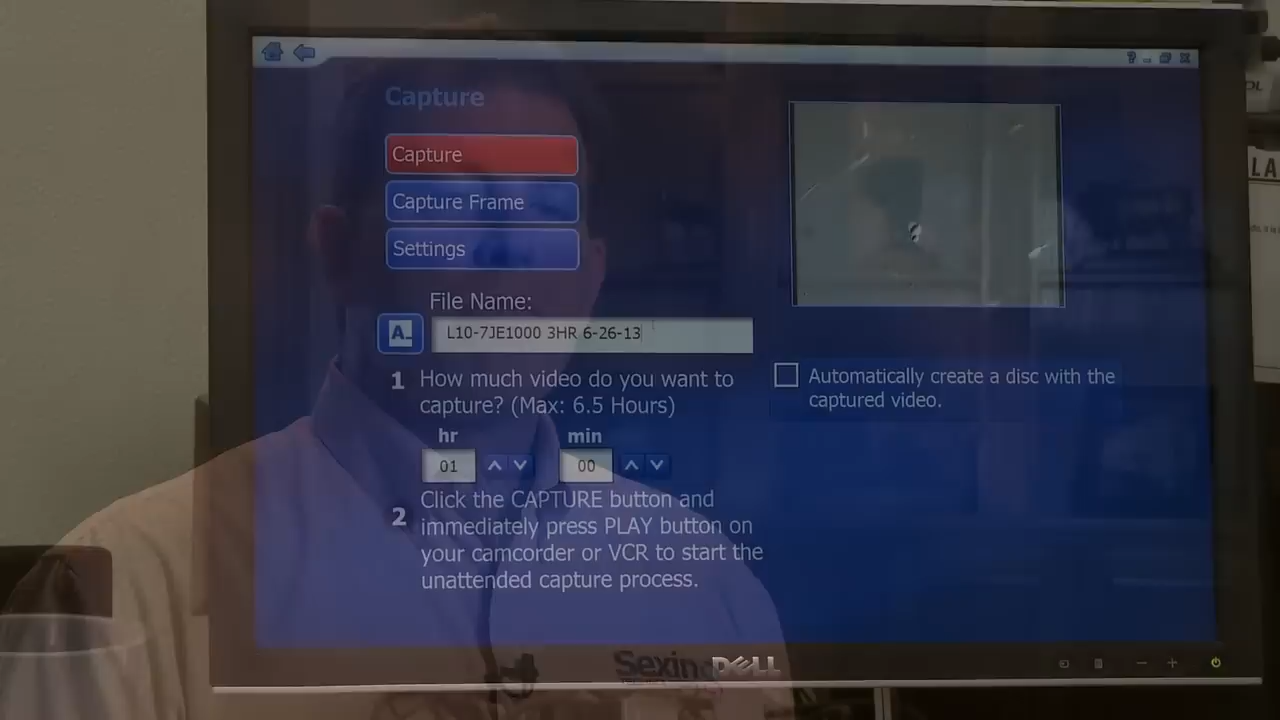 Capture
Capture
Capture Frame
Settings
File Name:
A_
L10-7JE1000 3HR 6-26-13
1 How much video do you want to
capture? (Max: 6.5 Hours)
hr min
01 00
Automatically create a disc with the
captured video.
2 Click the CAPTURE button and
immediately press PLAY button on
your camcorder or VCR to start the
unattended capture process.
Sexing
DELL
LA
?